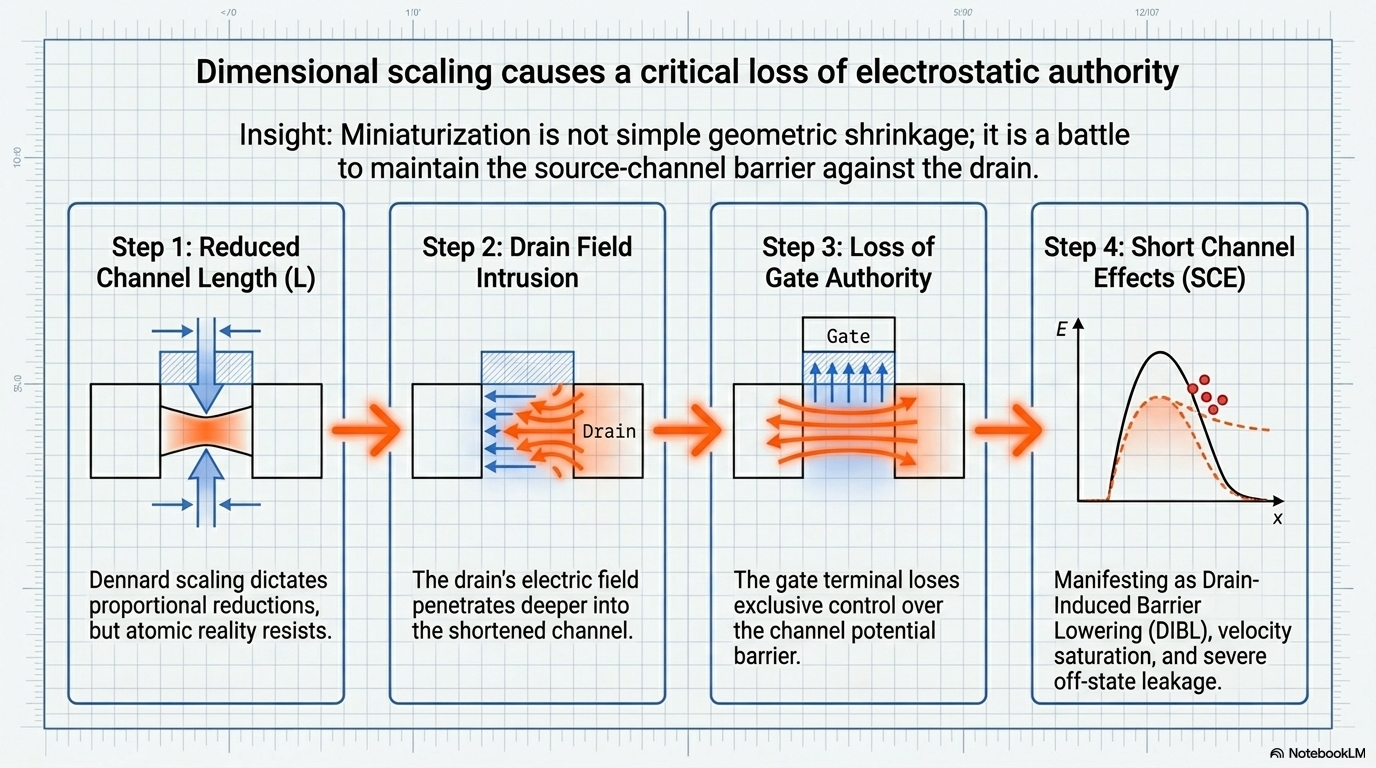 Dimensional scaling causes a critical loss of electrostatic authority
Insight: Miniaturization is not simple geometric shrinkage; it is a battle
to maintain the source-channel barrier against the drain.
Step 1: Reduced
Channel Length (L)
Dennard scaling dictates
proportional reductions,
but atomic reality resists.
Step 2: Drain Field
Intrusion
Drain
The drain's electric field
penetrates deeper into
the shortened channel.
Step 3: Loss of
Gate Authority
Gate
The gate terminal loses
exclusive control over
the channel potential
barrier.
Step 4: Short Channel
Effects (SCE)
E
x
Manifesting as Drain-
Induced Barrier
Lowering (DIBL), velocity
saturation, and severe
off-state leakage.
NotebookLM